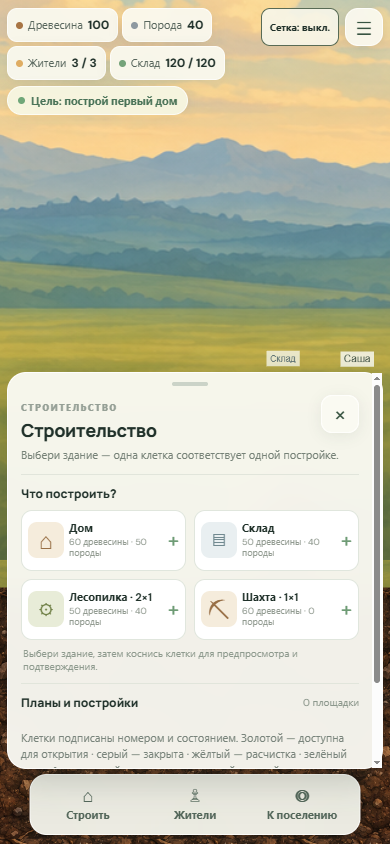 Древесина 100
Порода 40
Сетка: выкл.
Жители 3 / 3
Склад 120 / 120
Цель: построй первый дом
Склад
Саша
СТРОИТЕЛЬСТВО
Строительство
Выбери здание — одна клетка соответствует одной постройке.
Что построить?
Дом
60 древесины · 50
породы
+
Склад
50 древесины · 40
породы
+
Лесопилка · 2×1
50 древесины · 40
породы
+
Шахта · 1×1
60 древесины · 0
породы
+
Выбери здание, затем коснись клетки для предпросмотра и
подтверждения.
Планы и постройки
0 площадки
Клетки подписаны номером и состоянием. Золотой — доступна
для открытия · серый — закрыта · жёлтый — расчистка · зелёный
Строить
Жители
К поселению